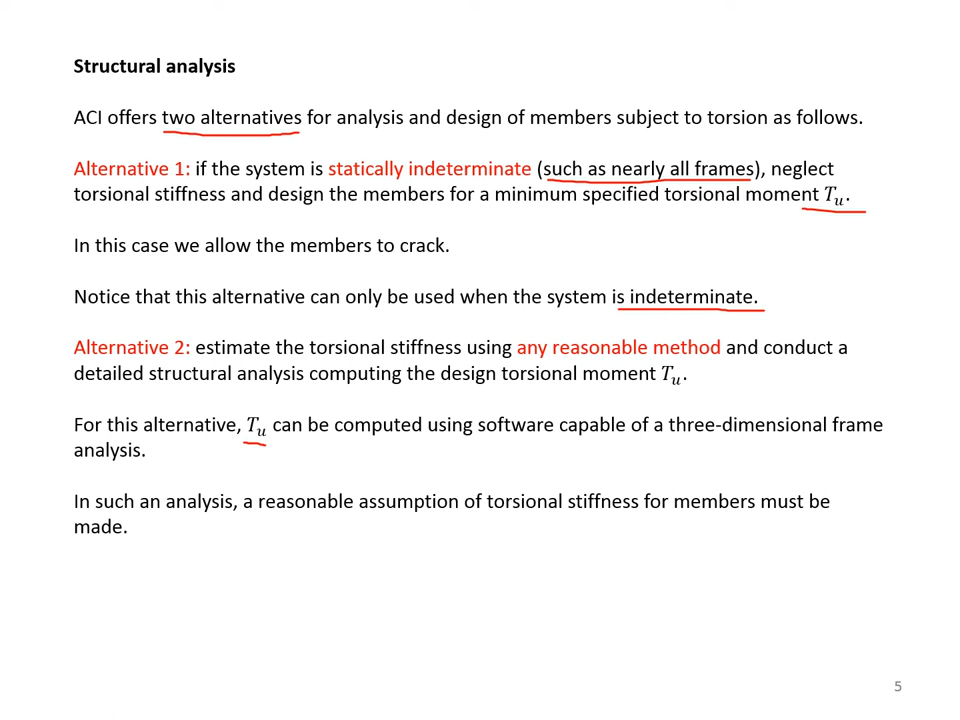 Structural analysis
ACI offers two alternatives for analysis and design of members subject to torsion as follows.
Alternative 1: if the system is statically indeterminate (such as nearly all frames), neglect
torsional stiffness and design the members for a minimum specified torsional moment Tᵤ.
In this case we allow the members to crack.
Notice that this alternative can only be used when the system is indeterminate.
Alternative 2: estimate the torsional stiffness using any reasonable method and conduct a
detailed structural analysis computing the design torsional moment Tᵤ.
For this alternative, Tᵤ can be computed using software capable of a three-dimensional frame
analysis.
In such an analysis, a reasonable assumption of torsional stiffness for members must be
made.
5